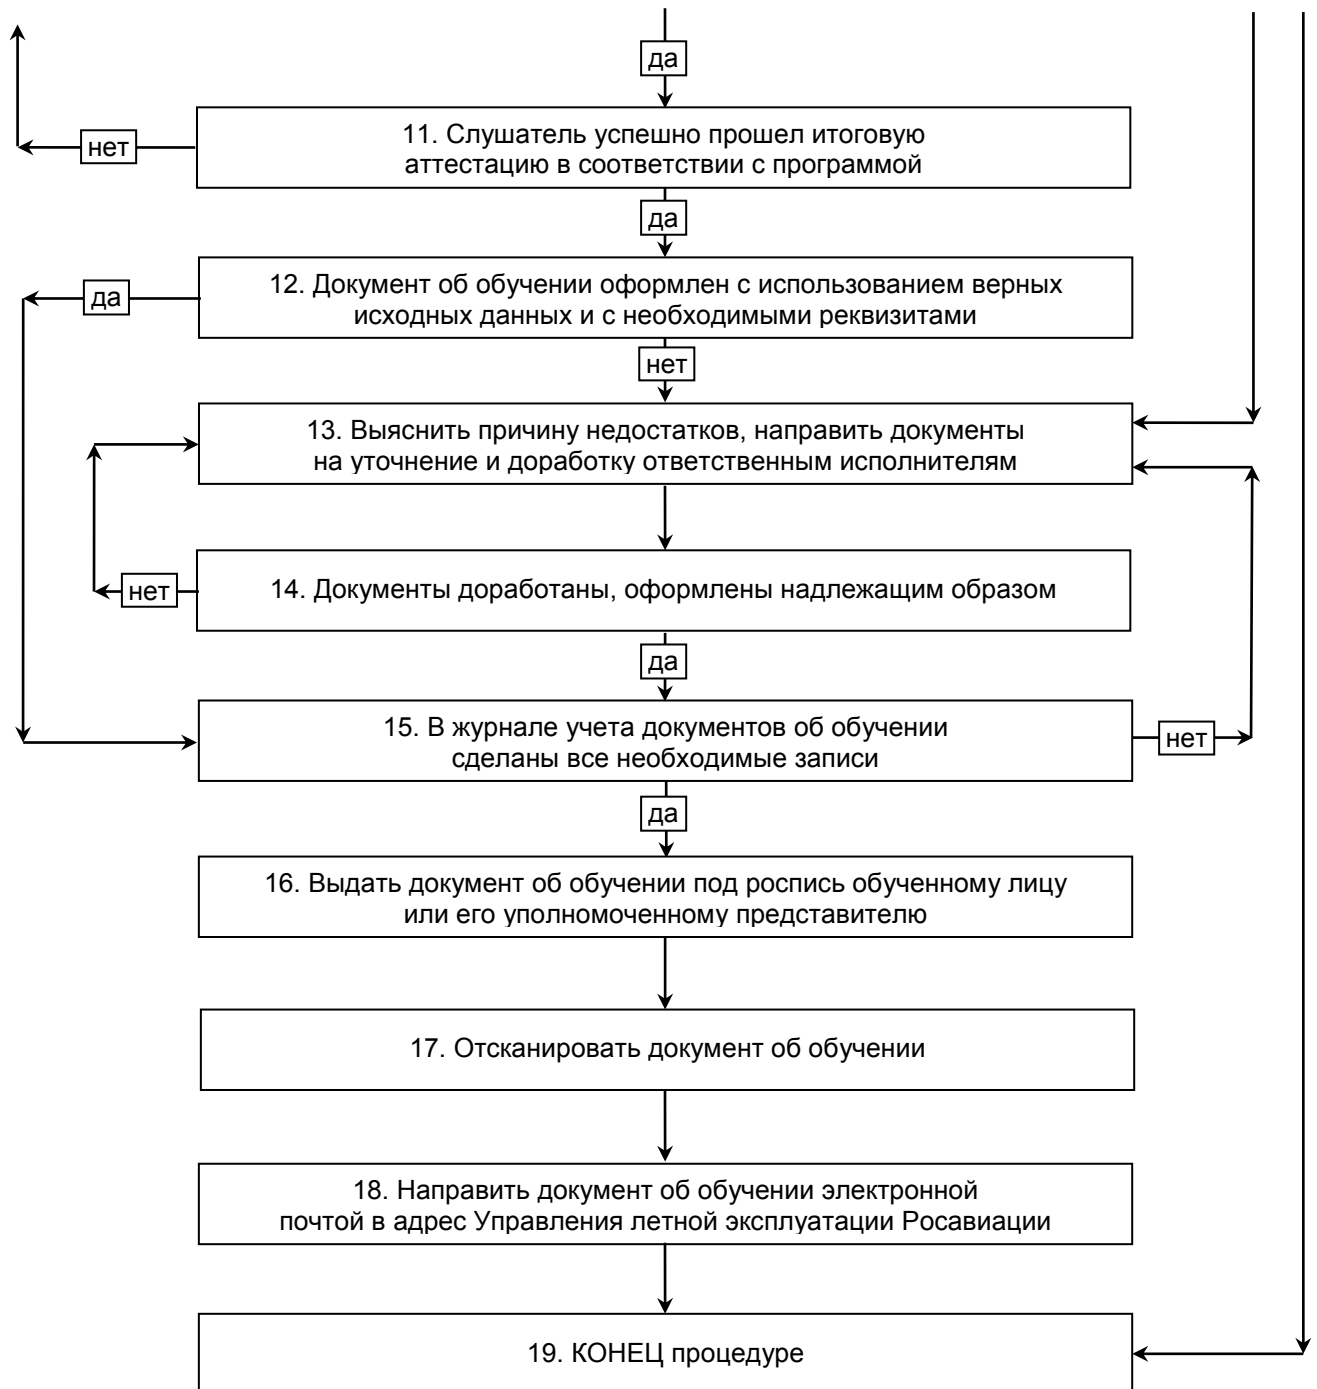 да
11. Слушатель успешно прошел итоговую
аттестацию в соответствии с программой
нет
да
12. Документ об обучении оформлен с использованием верных
исходных данных и с необходимыми реквизитами
да
нет
13. Выяснить причину недостатков, направить документы
на уточнение и доработку ответственным исполнителям
14. Документы доработаны, оформлены надлежащим образом
нет
да
15. В журнале учета документов об обучении
сделаны все необходимые записи
нет
да
16. Выдать документ об обучении под роспись обученному лицу
или его уполномоченному представителю
17. Отсканировать документ об обучении
18. Направить документ об обучении электронной
почтой в адрес Управления летной эксплуатации Росавиации
19. КОНЕЦ процедуре